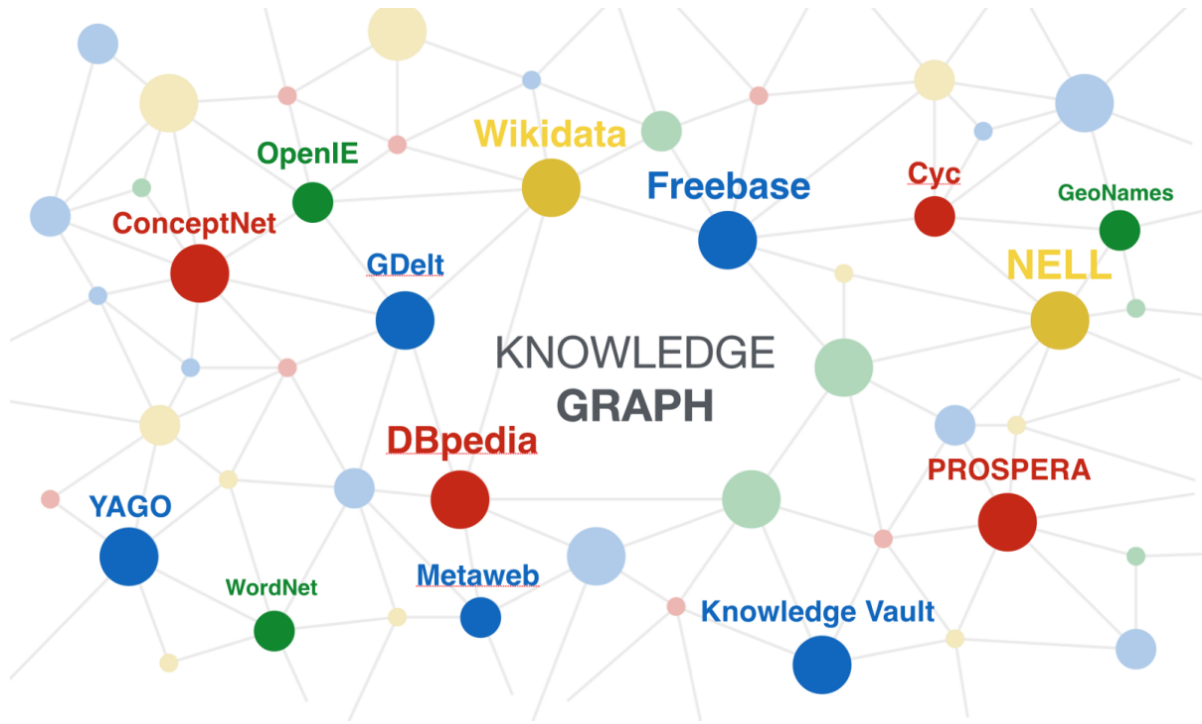 Wikidata
OpenIE
Freebase
Cyc
GeoNames
ConceptNet
GDelt
NELL
KNOWLEDGE
GRAPH
DBpedia
PROSPERA
YAGO
Metaweb
WordNet
Knowledge Vault